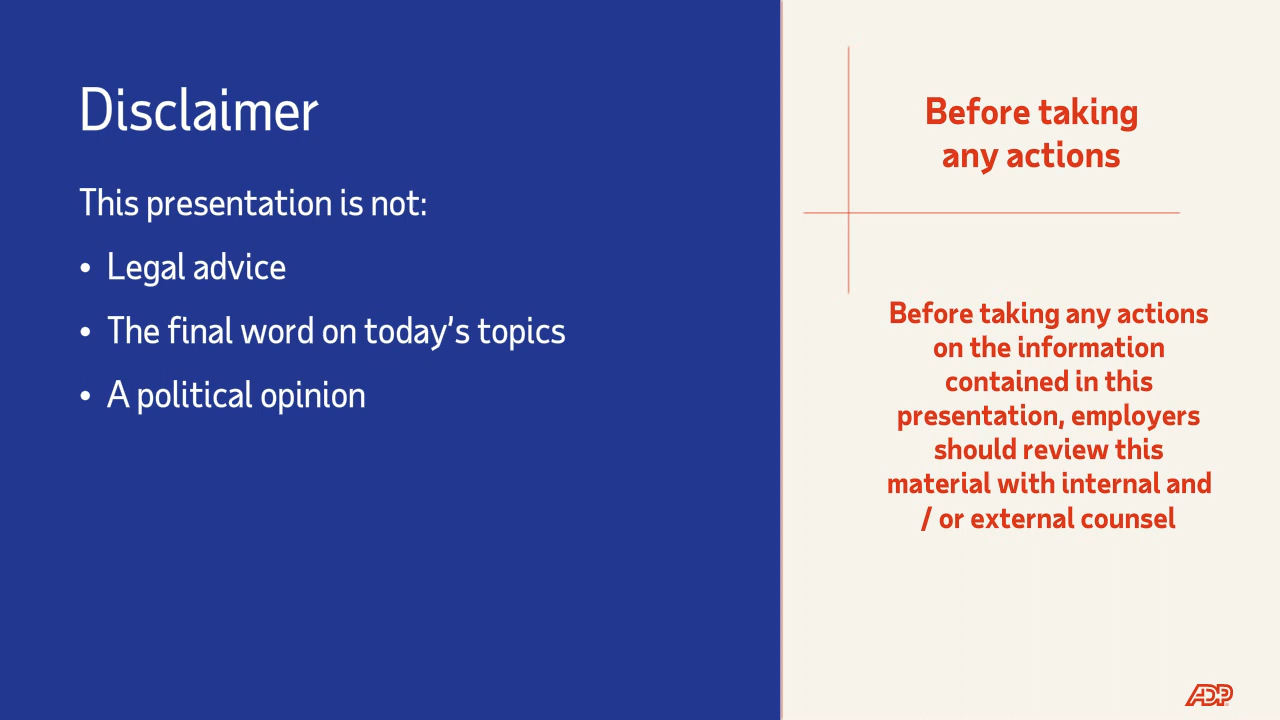 Disclaimer
This presentation is not:
• Legal advice
• The final word on today's topics
• A political opinion
Before taking
any actions
Before taking any actions
on the information
contained in this
presentation, employers
should review this
material with internal and
/ or external counsel
ADP